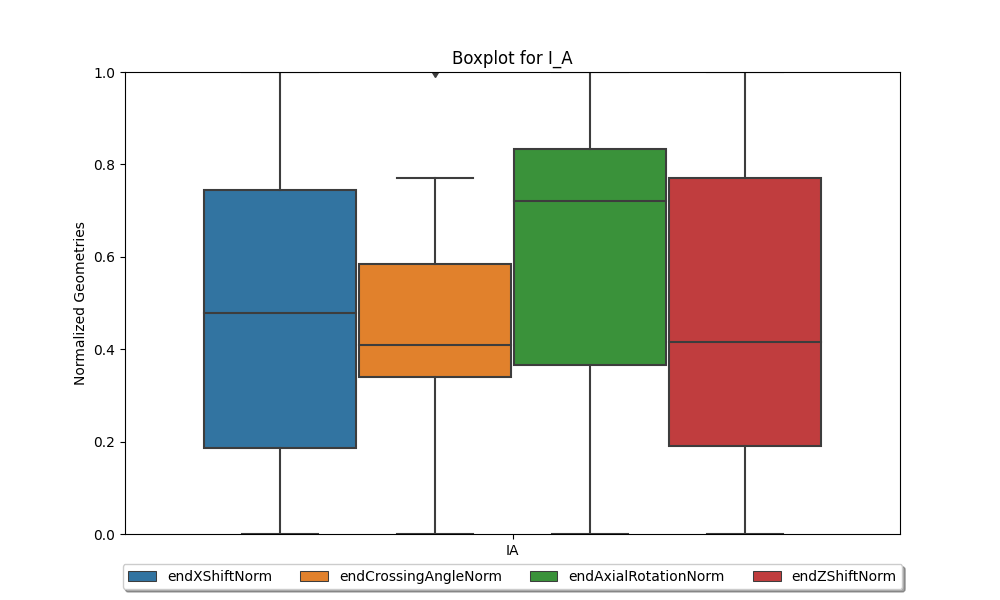 Boxplot for I_A
1.0
0.8
0.6
0.4
0.2
0.0
Normalized Geometries
IA
endXShiftNorm endCrossingAngleNorm endAxialRotationNorm endZShiftNorm